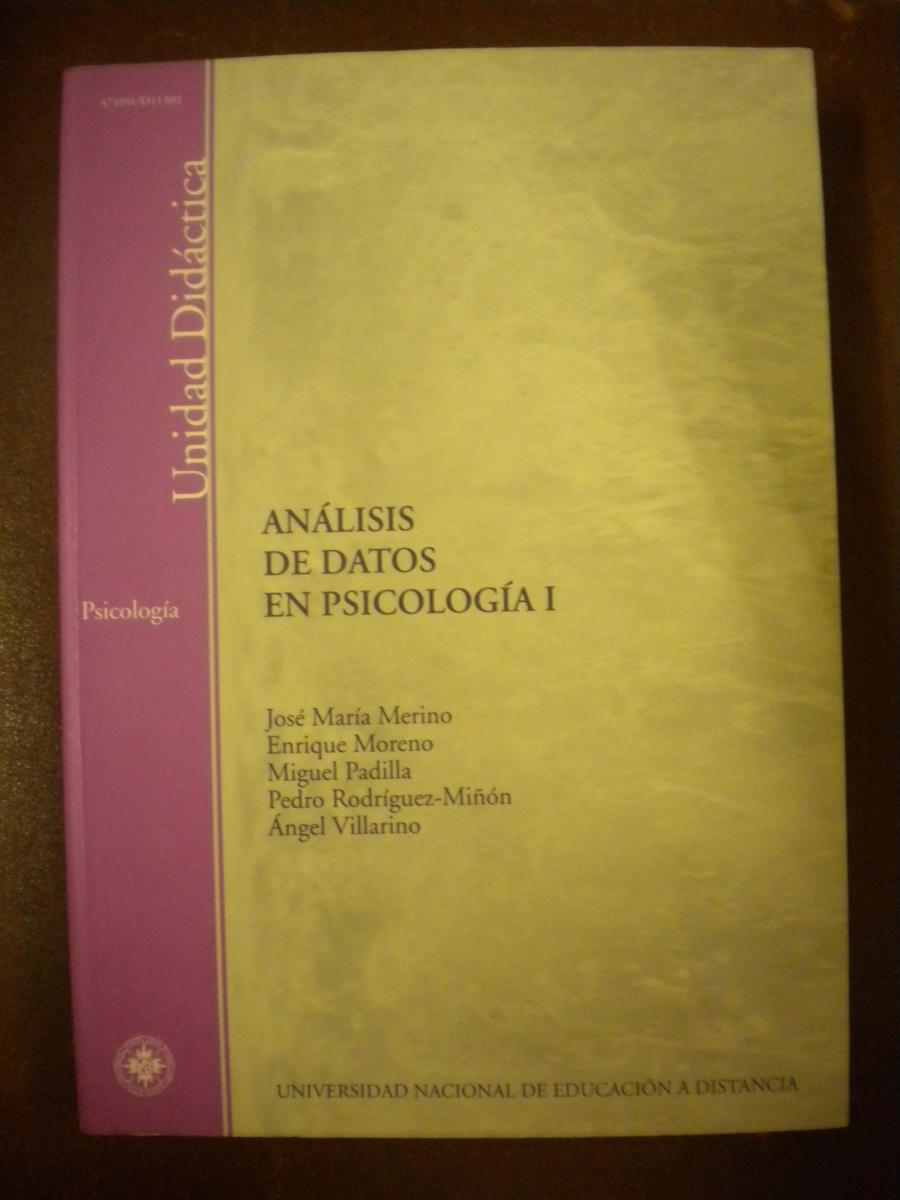 47105UD11A01
Unidad Didáctica
ANÁLISIS
DE DATOS
EN PSICOLOGÍA I
Psicología
José María Merino
Enrique Moreno
Miguel Padilla
Pedro Rodríguez-Miñón
Ángel Villarino
UNIVERSIDAD NACIONAL DE EDUCACIÓN A DISTANCIA